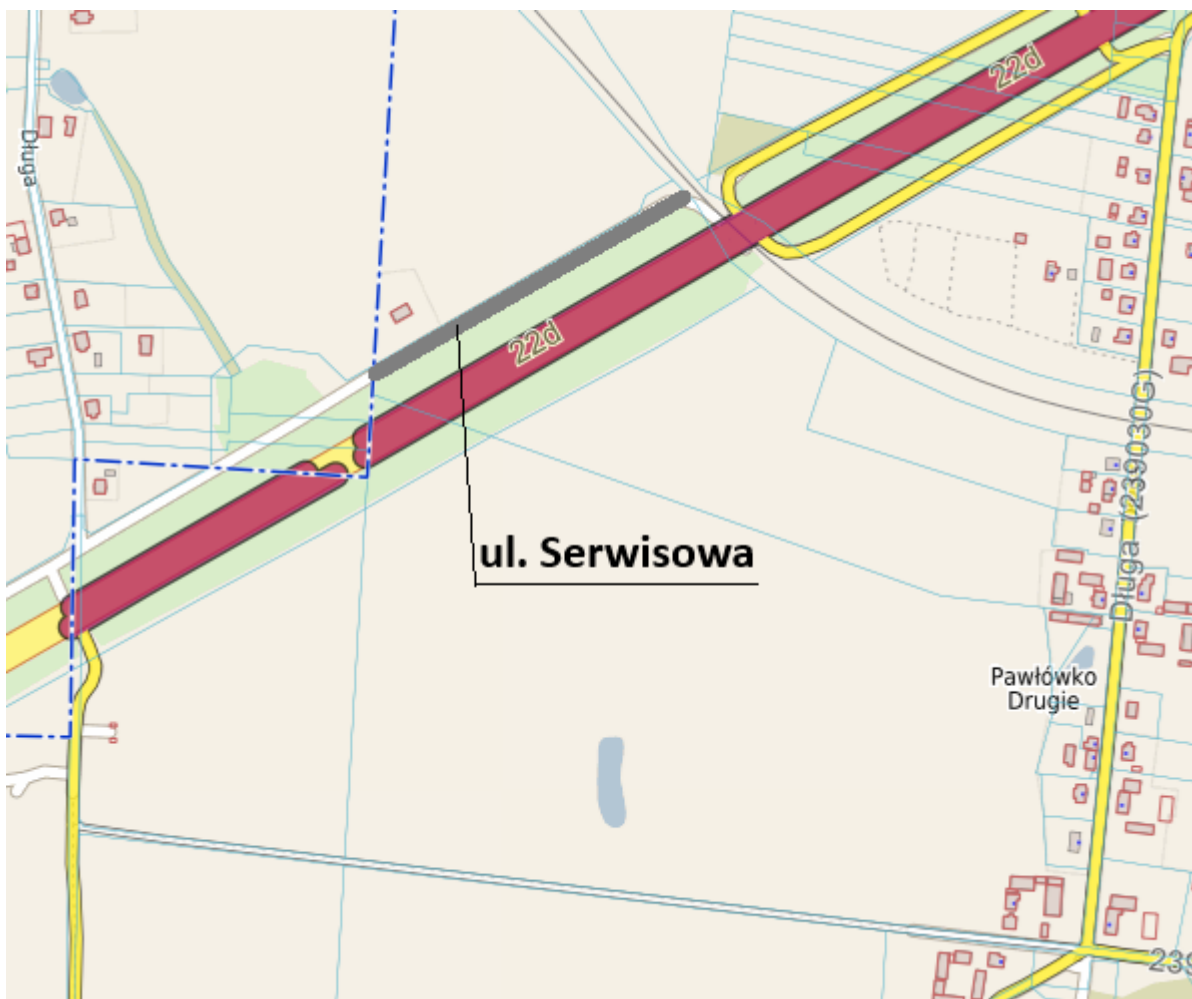 22d
Długa
22d
Długa (239030G)
ul. Serwisowa
Pawłówko
Drugie
239